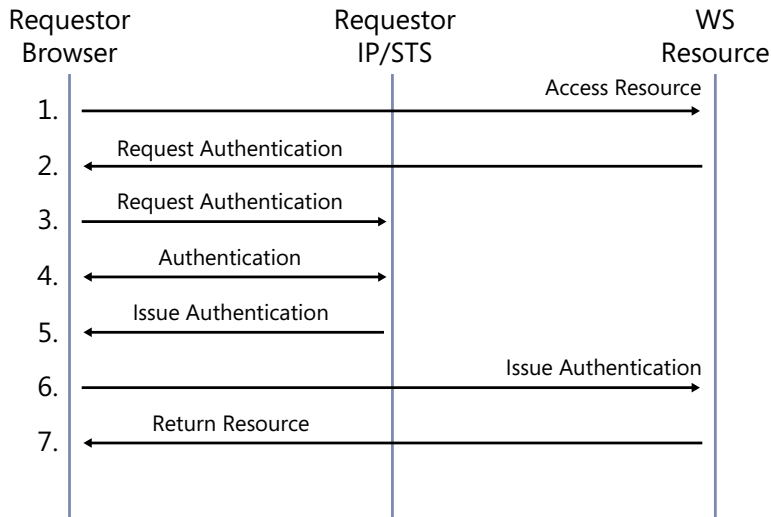 Requestor
Browser
Requestor
IP/STS
WS
Resource
1.
Access Resource
2.
Request Authentication
3.
Request Authentication
4.
Authentication
5.
Issue Authentication
6.
Issue Authentication
7.
Return Resource